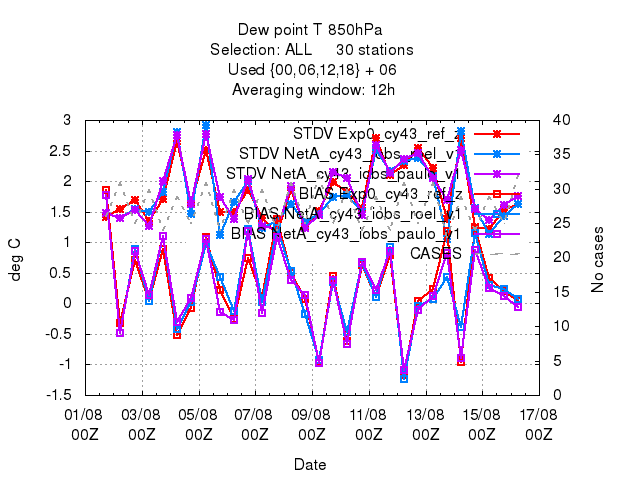 Dew point T 850hPa
Selection: ALL 30 stations
Used {00,06,12,18} + 06
Averaging window: 12h
3
2.5
2
1.5
1
0.5
0
-0.5
-1
-1.5
deg C
40
35
30
25
20
15
10
5
0
No cases
STDV Exp0_cy43_ref_z
STDV NetA_cy43_iobs_roel_v1
STDV NetA_cy43_iobs_paulo_v1
BIAS Exp0_cy43_ref_z
BIAS NetA_cy43_iobs_roel_v1
BIAS NetA_cy43_iobs_paulo_v1
CASES
01/08 03/08 05/08 07/08 09/08 11/08 13/08 15/08 17/08
00Z 00Z 00Z 00Z 00Z 00Z 00Z 00Z 00Z
Date